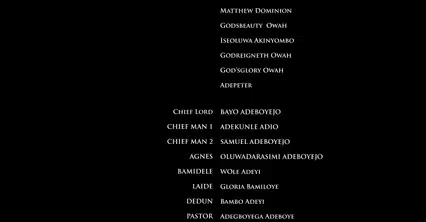 Matthew Dominion
Godsbeauty Owah
Iseoluwa Akinyombo
Godreigneth Owah
God'sglory Owah
Adepeter
Chief Lord BAYO ADEBOYEJO
CHIEF MAN 1 ADEKUNLE ADIO
CHIEF MAN 2 SAMUEL ADEBOYEJO
AGNES OLUWADARASIMI ADEBOYEJO
BAMIDELE WOle Adeyi
LAIDE Gloria Bamiloye
DEDUN Bambo Adeyi
PASTOR Adegboyega Adeboye